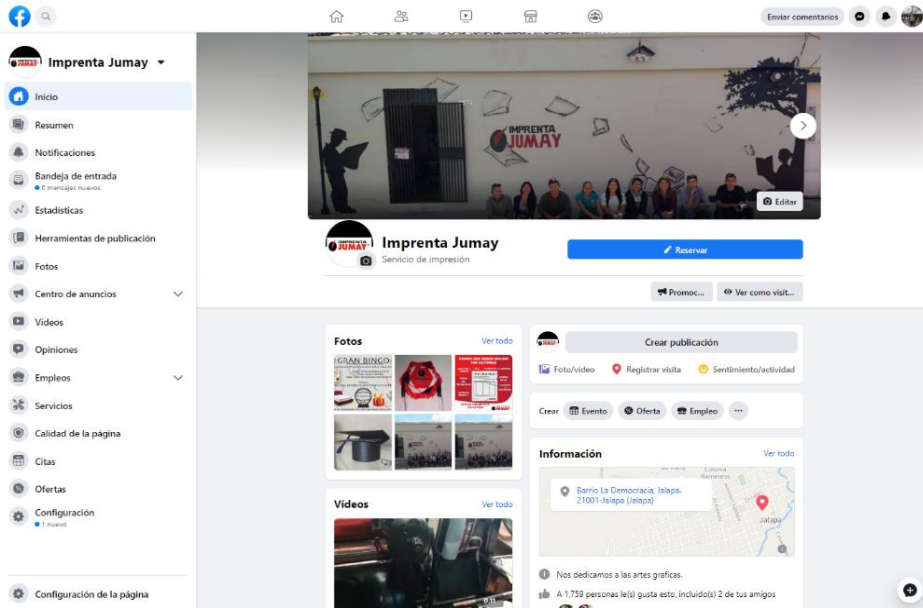 Enviar comentarios
Imprenta Jumay
Inicio
Resumen
Notificaciones
Bandeja de entrada
6 mensajes nuevos
Estadísticas
Herramientas de publicación
Fotos
Centro de anuncios
Vídeos
Opiniones
Empleos
Servicios
Calidad de la página
Citas
Ofertas
Configuración
1 nuevo
Configuración de la página
IMPRENTA
JUMAY
Editar
IMPRENTA
JUMAY
Imprenta Jumay
Servicio de impresión
Reservar
Promoc...
Ver como visit...
Fotos
Ver todo
GRAN BINGO
Vídeos
Ver todo
Crear publicación
Foto/video
Registrar visita
Sentimiento/actividad
Crear
Evento
Oferta
Empleo
Información
Ver todo
Barrio La Democracia, Jalapa.
21001-Jalapa (Jalapa)
Jalapa
Nos dedicamos a las artes graficas.
A 1,759 personas le(s) gusta esto, incluido(s) 2 de tus amigos